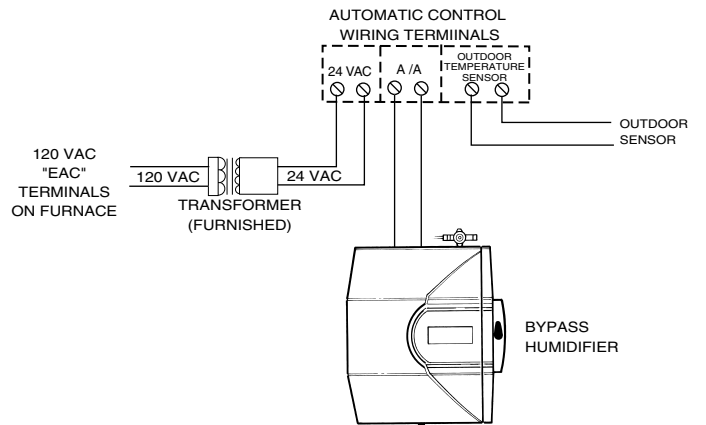 AUTOMATIC CONTROL
WIRING TERMIINALS
24 VAC
A /A
OUTDOOR
TEMPERATURE
SENSOR
OUTDOOR
SENSOR
120 VAC
"EAC"
TERMINALS
ON FURNACE
120 VAC
24 VAC
TRANSFORMER
(FURNISHED)
BYPASS
HUMIDIFIER